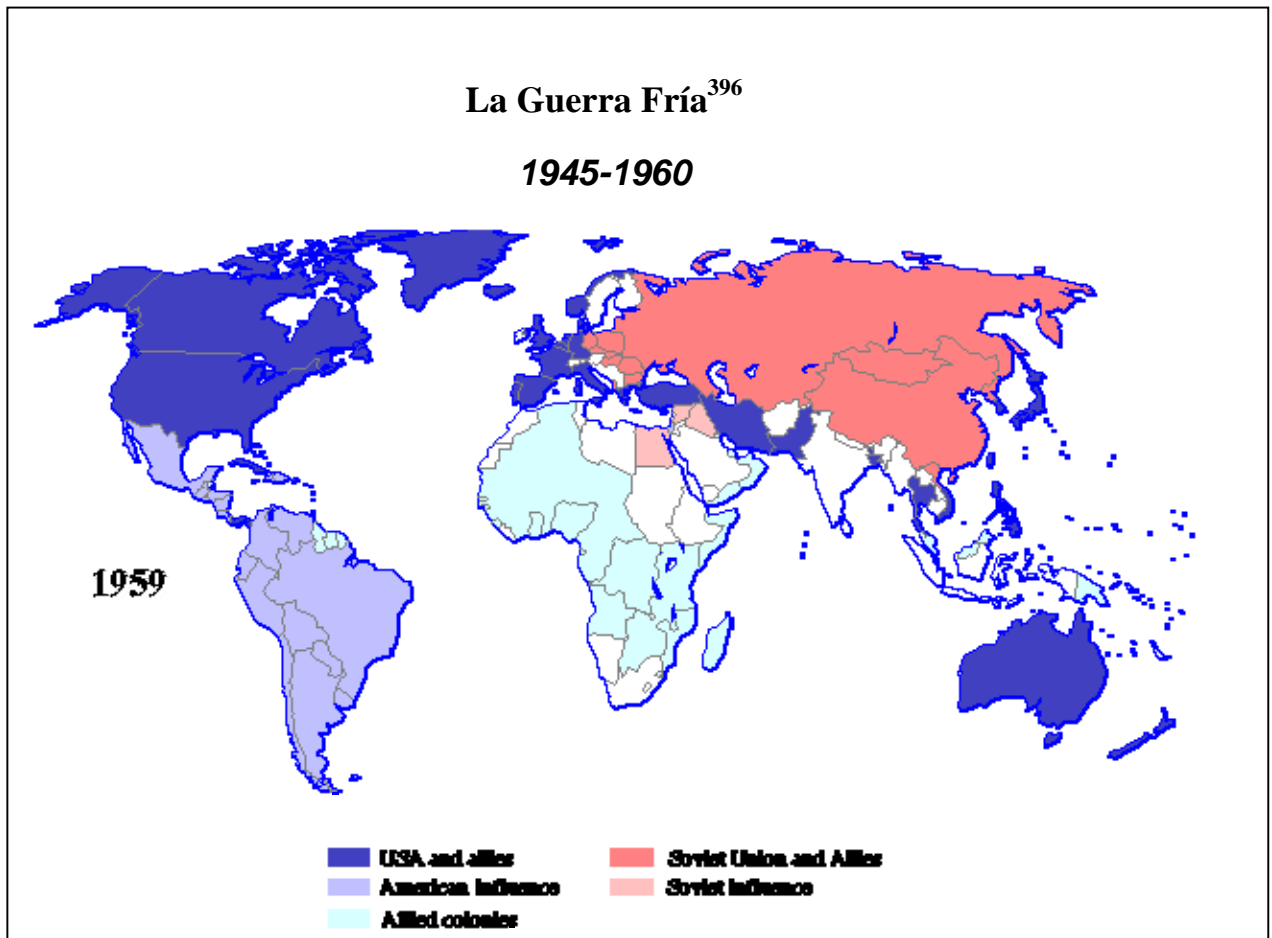 La Guerra Fría396
1945-1960
1959
USA and allies
Soviet Union and Allies
American Influence
Soviet Influence
Allied colonies